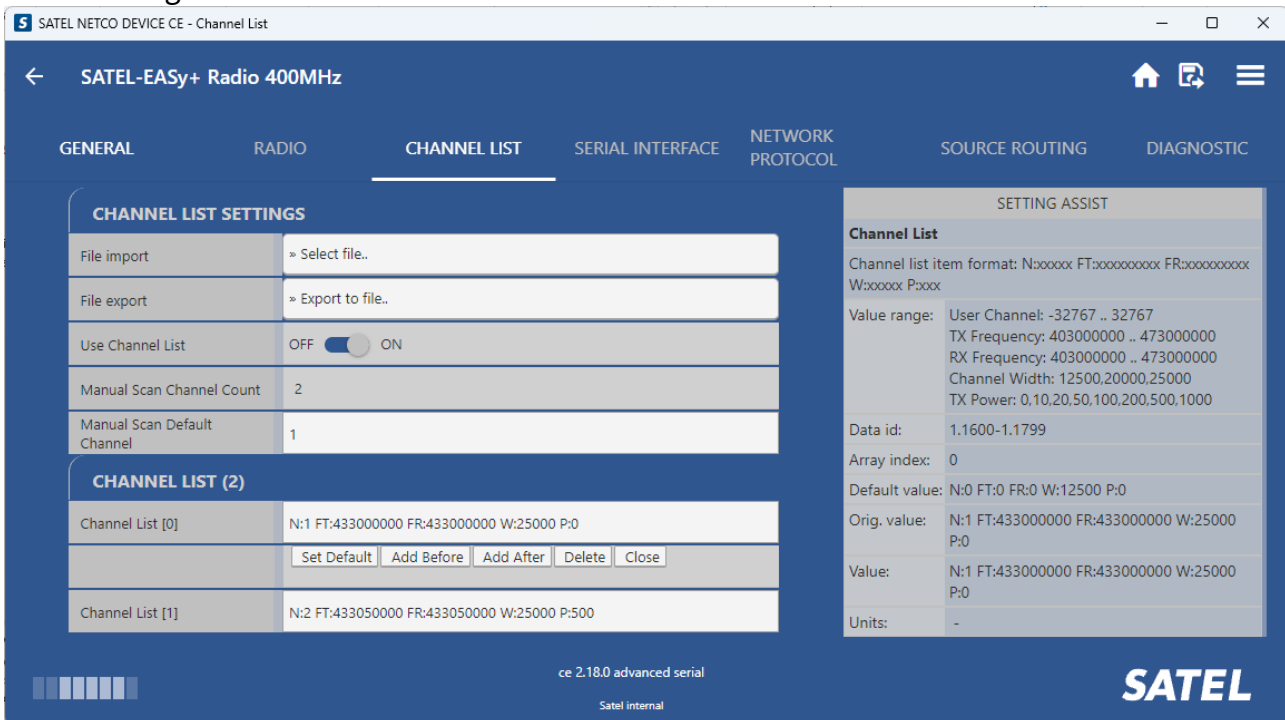 SATEL NETCO DEVICE CE - Channel List
SATEL-EASy+ Radio 400MHz
GENERAL
RADIO
CHANNEL LIST
SERIAL INTERFACE
NETWORK
PROTOCOL
SOURCE ROUTING
DIAGNOSTIC
CHANNEL LIST SETTINGS
File import
» Select file..
File export
» Export to file..
Use Channel List
OFF ON
Manual Scan Channel Count
2
Manual Scan Default
Channel
1
CHANNEL LIST (2)
Channel List [0]
N:1 FT:433000000 FR:433000000 W:25000 P:0
Set Default Add Before Add After Delete Close
Channel List [1]
N:2 FT:433050000 FR:433050000 W:25000 P:500
SETTING ASSIST
Channel List
Channel list item format: N:xxxxx FT:xxxxxxxxx FR:xxxxxxxxx
W:xxxxx P:xxx
Value range: User Channel: -32767 .. 32767
TX Frequency: 403000000 .. 473000000
RX Frequency: 403000000 .. 473000000
Channel Width: 12500,20000,25000
TX Power: 0,10,20,50,100,200,500,1000
Data id: 1.1600-1.1799
Array index: 0
Default value: N:0 FT:0 FR:0 W:12500 P:0
Orig. value: N:1 FT:433000000 FR:433000000 W:25000
P:0
Value: N:1 FT:433000000 FR:433000000 W:25000
P:0
Units: -
ce 2.18.0 advanced serial
Satel internal
SATEL